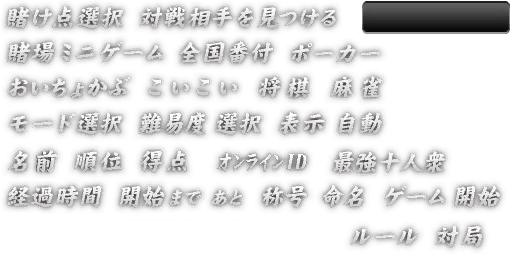 賭け点選択 対戦相手を見つける
賭場ミニゲーム 全国番付 ポーカー
おいちょかぶ こいこい 将棋 麻雀
モード選択 難易度選択 表示 自動
名前 順位 得点 オンラインID 最強十人衆
経過時間 開始まで あと 称号 命名 ゲーム開始
ルール 対局